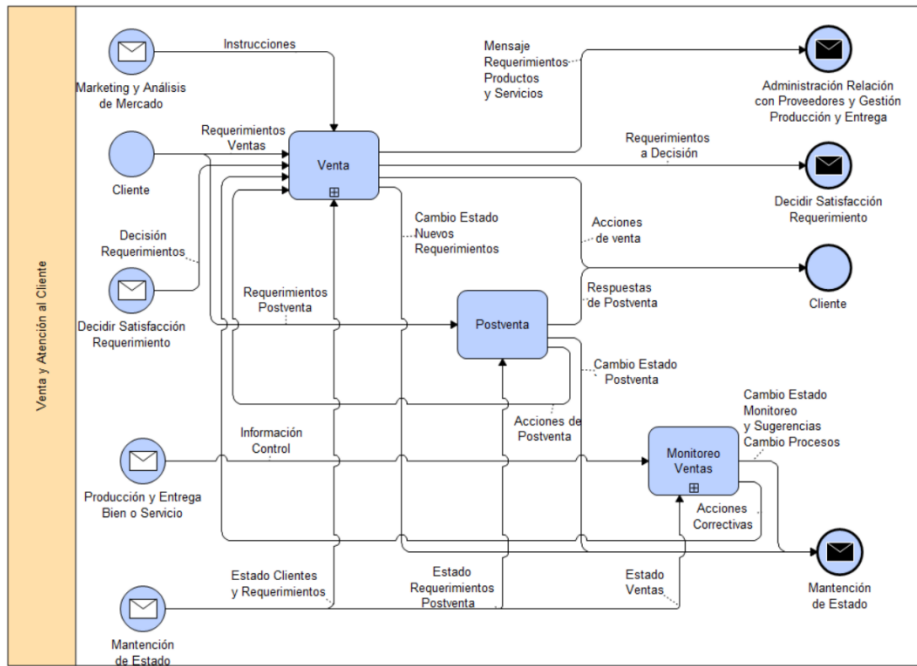 Venta y Atención al Cliente
Instrucciones
Marketing y Análisis
de Mercado
Mensaje
Requerimientos
Productos
y Servicios
Administración Relación
con Proveedores y Gestión
Producción y Entrega
Requerimientos
Ventas
Cliente
Venta
Requerimientos
a Decisión
Decidir Satisfacción
Requerimiento
Decisión
Requerimientos
Cambio Estado
Nuevos
Requerimientos
Acciones
de venta
Decidir Satisfacción
Requerimiento
Requerimientos
Postventa
Postventa
Respuestas
de Postventa
Cliente
Cambio Estado
Postventa
Acciones de
Postventa
Cambio Estado
Monitoreo
y Sugerencias
Cambio Procesos
Información
Control
Producción y Entrega
Bien o Servicio
Monitoreo
Ventas
Acciones
Correctivas
Estado Clientes
y Requerimientos
Estado
Requerimientos
Postventa
Estado
Ventas
Mantención
de Estado
Mantención
de Estado